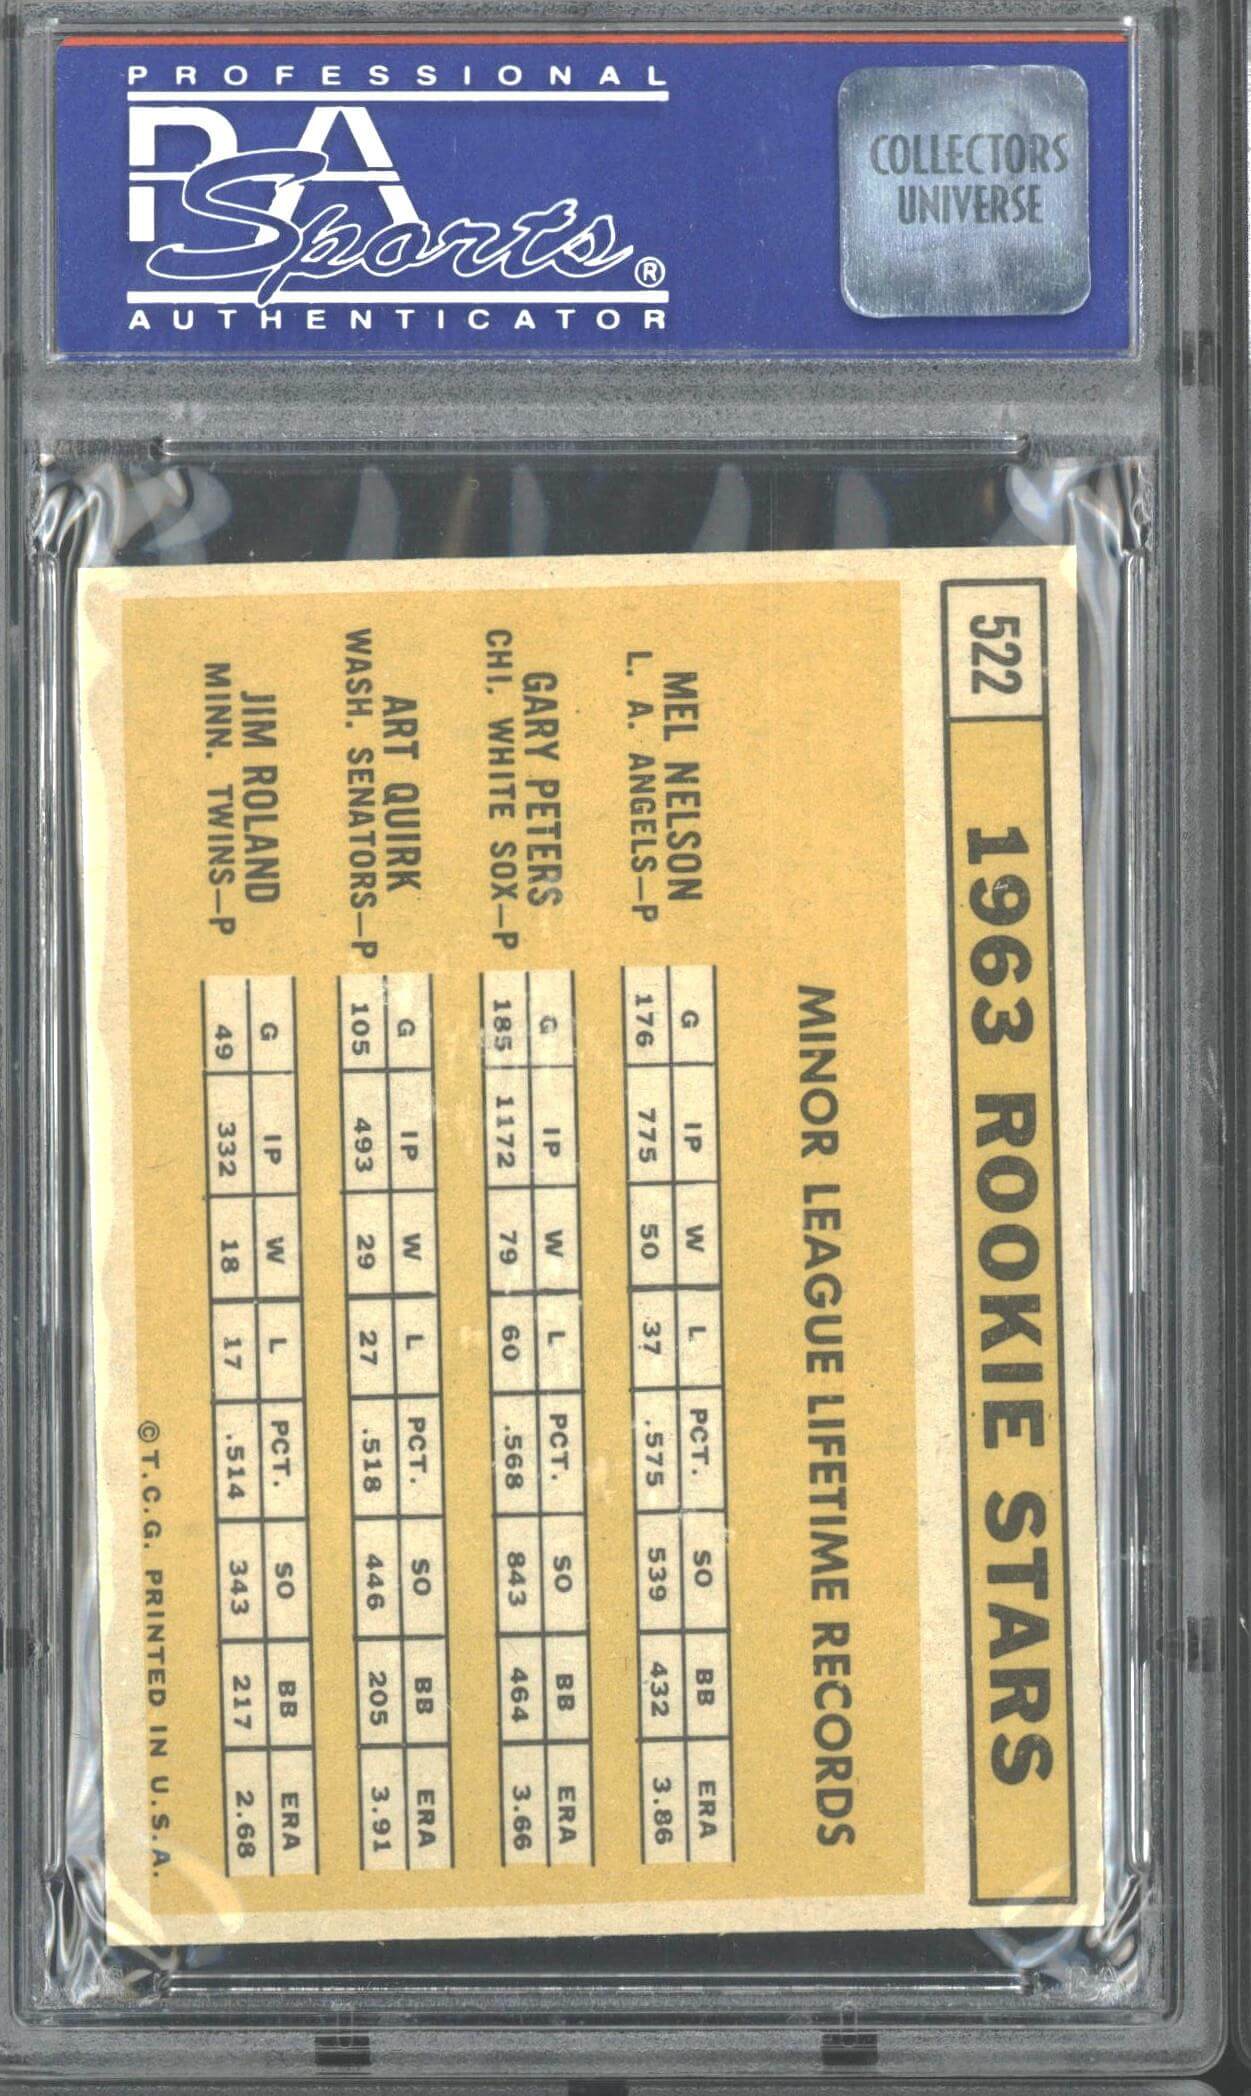 PROFESSIONAL
PSA
Sports®
AUTHENTICATOR
COLLECTORS
UNIVERSE
522 1963 ROOKIE STARS
MINOR LEAGUE LIFETIME RECORDS
MEL NELSON
L. A. ANGELS—P
G IP W L PCT. SO BB ERA
176 775 50 37 .575 539 432 3.86
GARY PETERS
CHI. WHITE SOX—P
G IP W L PCT. SO BB ERA
185 1172 79 60 .568 843 464 3.66
ART QUIRK
WASH. SENATORS—P
G IP W L PCT. SO BB ERA
105 493 29 27 .518 446 205 3.91
JIM ROLAND
MINN. TWINS—P
G IP W L PCT. SO BB ERA
49 332 18 17 .514 343 217 2.68
©T.C.G. PRINTED IN U.S.A.